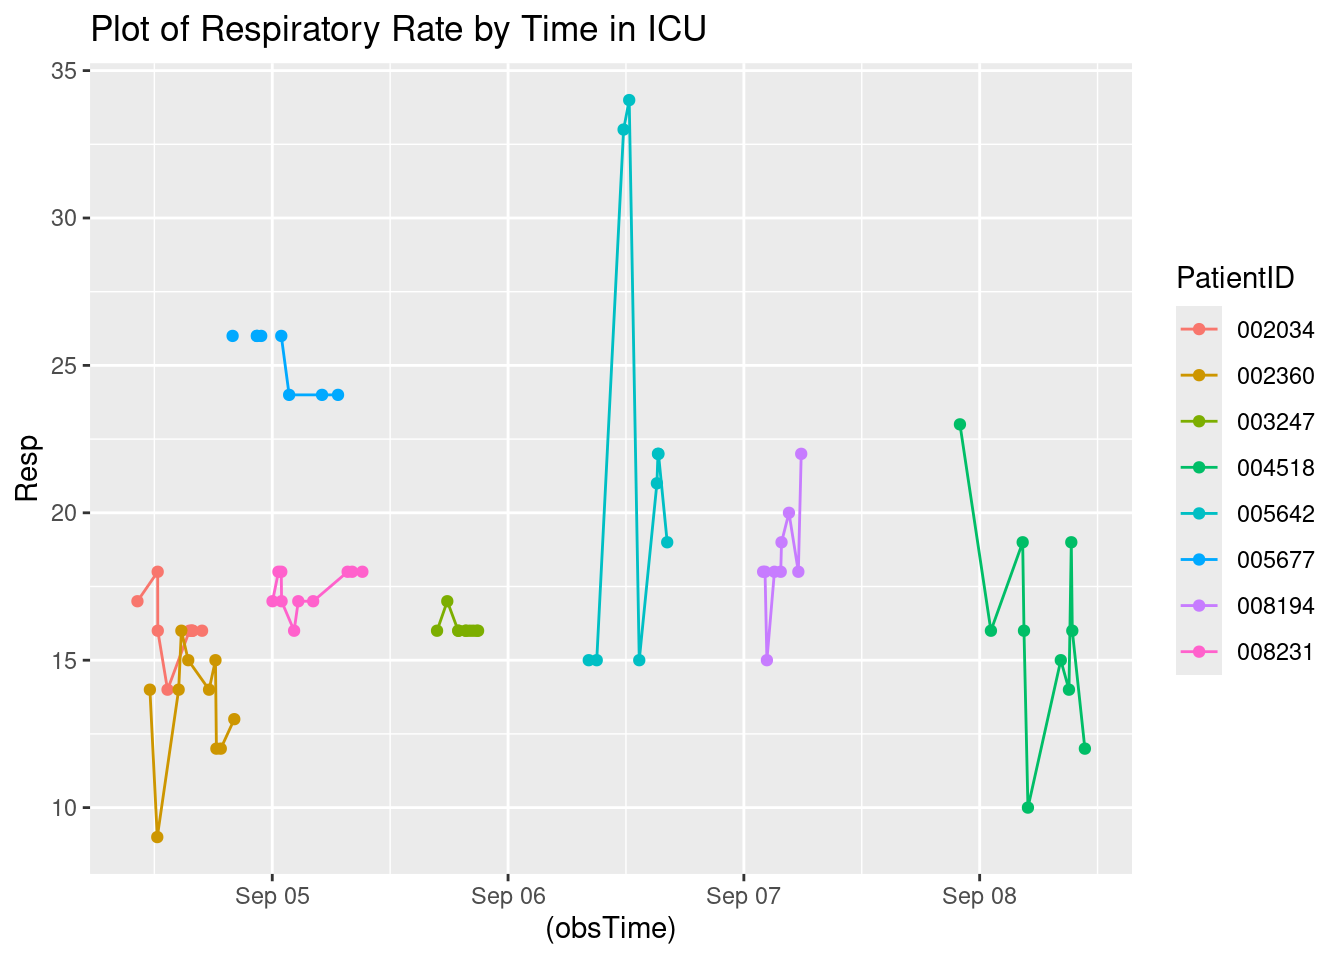 Plot of Respiratory Rate by Time in ICU
35
30
25
20
15
10
Resp
Sep 05
Sep 06
Sep 07
Sep 08
(obsTime)
PatientID
002034
002360
003247
004518
005642
005677
008194
008231